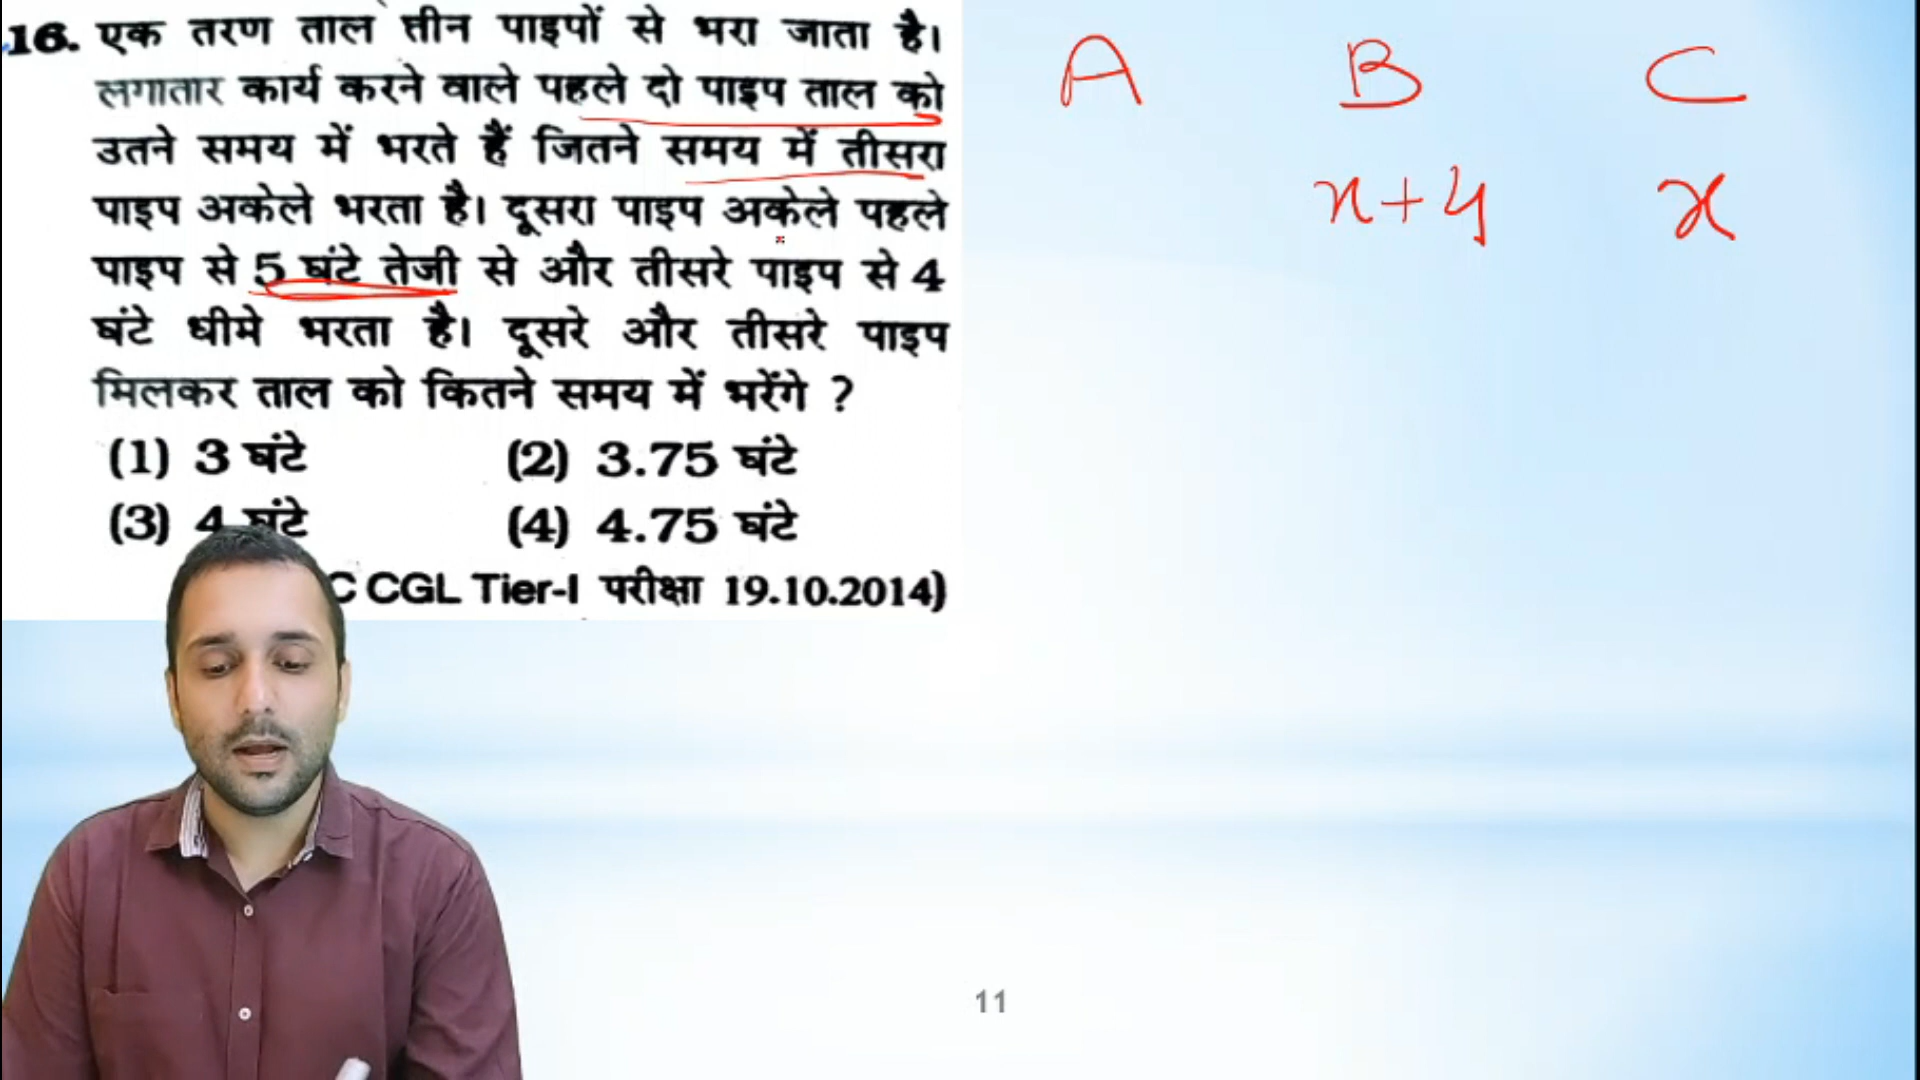 16. एक तरण ताल तीन पाइपों से भरा जाता है।
लगातार कार्य करने वाले पहले दो पाइप ताल को
उतने समय में भरते हैं जितने समय में तीसरा
पाइप अकेले भरता है। दूसरा पाइप अकेले पहले
पाइप से 5 घंटे तेजी से और तीसरे पाइप से 4
घंटे धीमे भरता है। दूसरे और तीसरे पाइप
मिलकर ताल को कितने समय में भरेंगे ?
(1) 3 घंटे (2) 3.75 घंटे
(3) 4 घंटे (4) 4.75 घंटे
C CGL Tier-I परीक्षा 19.10.2014)
A B C
x+4 x
11